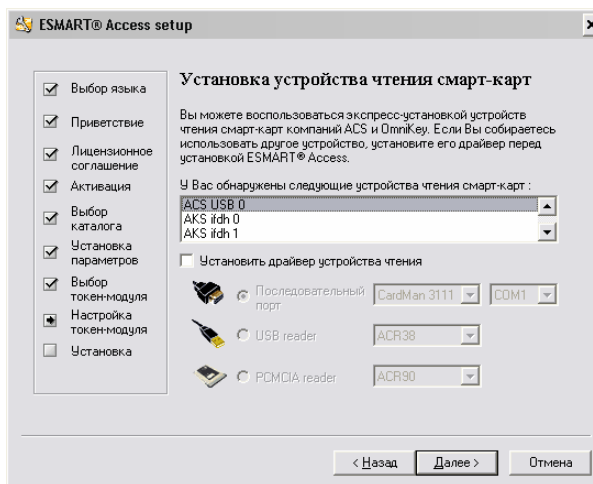 ESMART® Access setup
Выбор языка
Приветствие
Лицензионное
соглашение
Активация
Выбор
каталога
Установка
параметров
Выбор
токен-модуля
Настройка
токен-модуля
Установка
Установка устройства чтения смарт-карт
Вы можете воспользоваться экспресс-установкой устройств
чтения смарт-карт компаний ACS и OmniKey. Если Вы собираетесь
использовать другое устройство, установите его драйвер перед
установкой ESMART® Access.
У Вас обнаружены следующие устройства чтения смарт-карт :
ACS USB 0
AKS ifdh 0
AKS ifdh 1
Установить драйвер устройства чтения
Последовательный
порт
CardMan 3111
COM1
USB reader
ACR38
PCMCIA reader
ACR90
< Назад
Далее >
Отмена